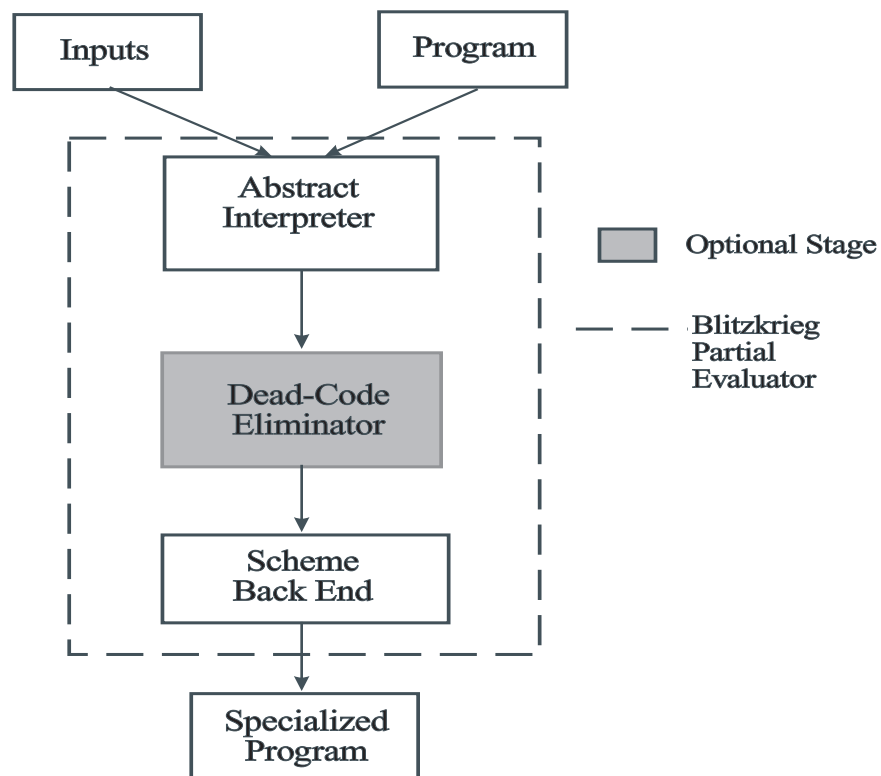 Inputs
Program
Abstract
Interpreter
Optional Stage
Blitzkrieg
Partial
Evaluator
Dead-Code
Eliminator
Scheme
Back End
Specialized
Program